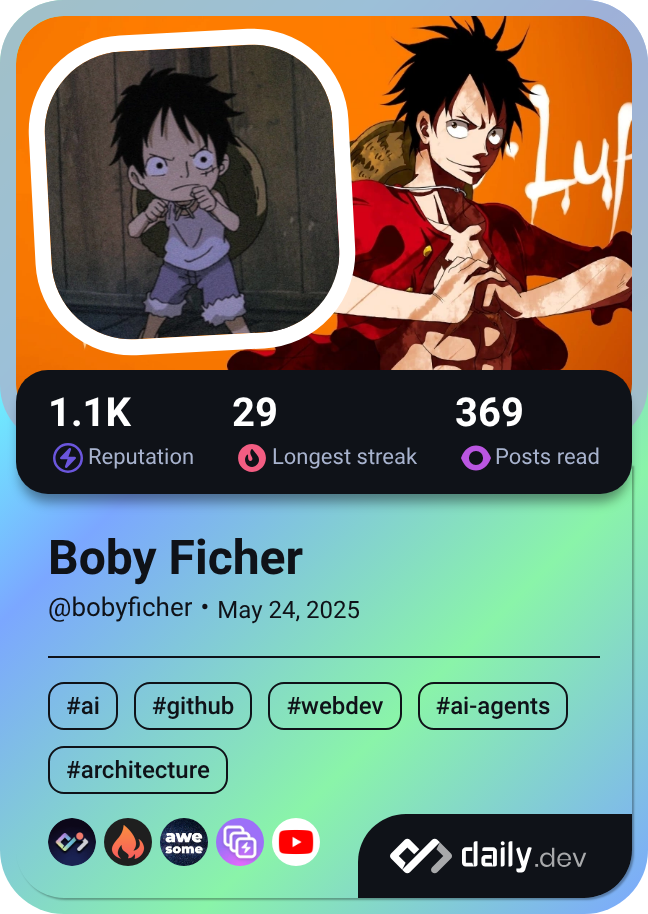 1.1K 29 369
Reputation Longest streak Posts read
Boby Ficher
@bobyficher • May 24, 2025
#ai #github #webdev #ai-agents
#architecture
awe
some
daily.dev